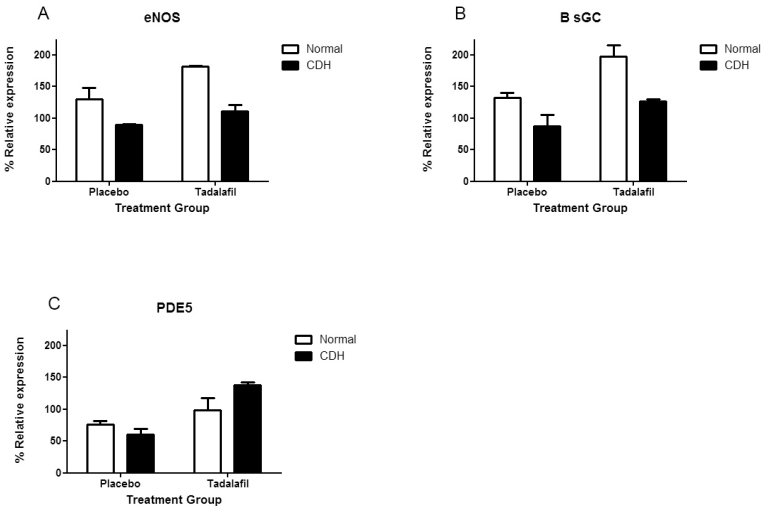 A
eNOS
% Relative expression
200
150
100
50
0
Placebo
Tadalafil
Treatment Group
Normal
CDH
B
B sGC
% Relative expression
200
150
100
50
0
Placebo
Tadalafil
Treatment Group
Normal
CDH
C
PDE5
% Relative expression
200
150
100
50
0
Placebo
Tadalafil
Treatment Group
Normal
CDH